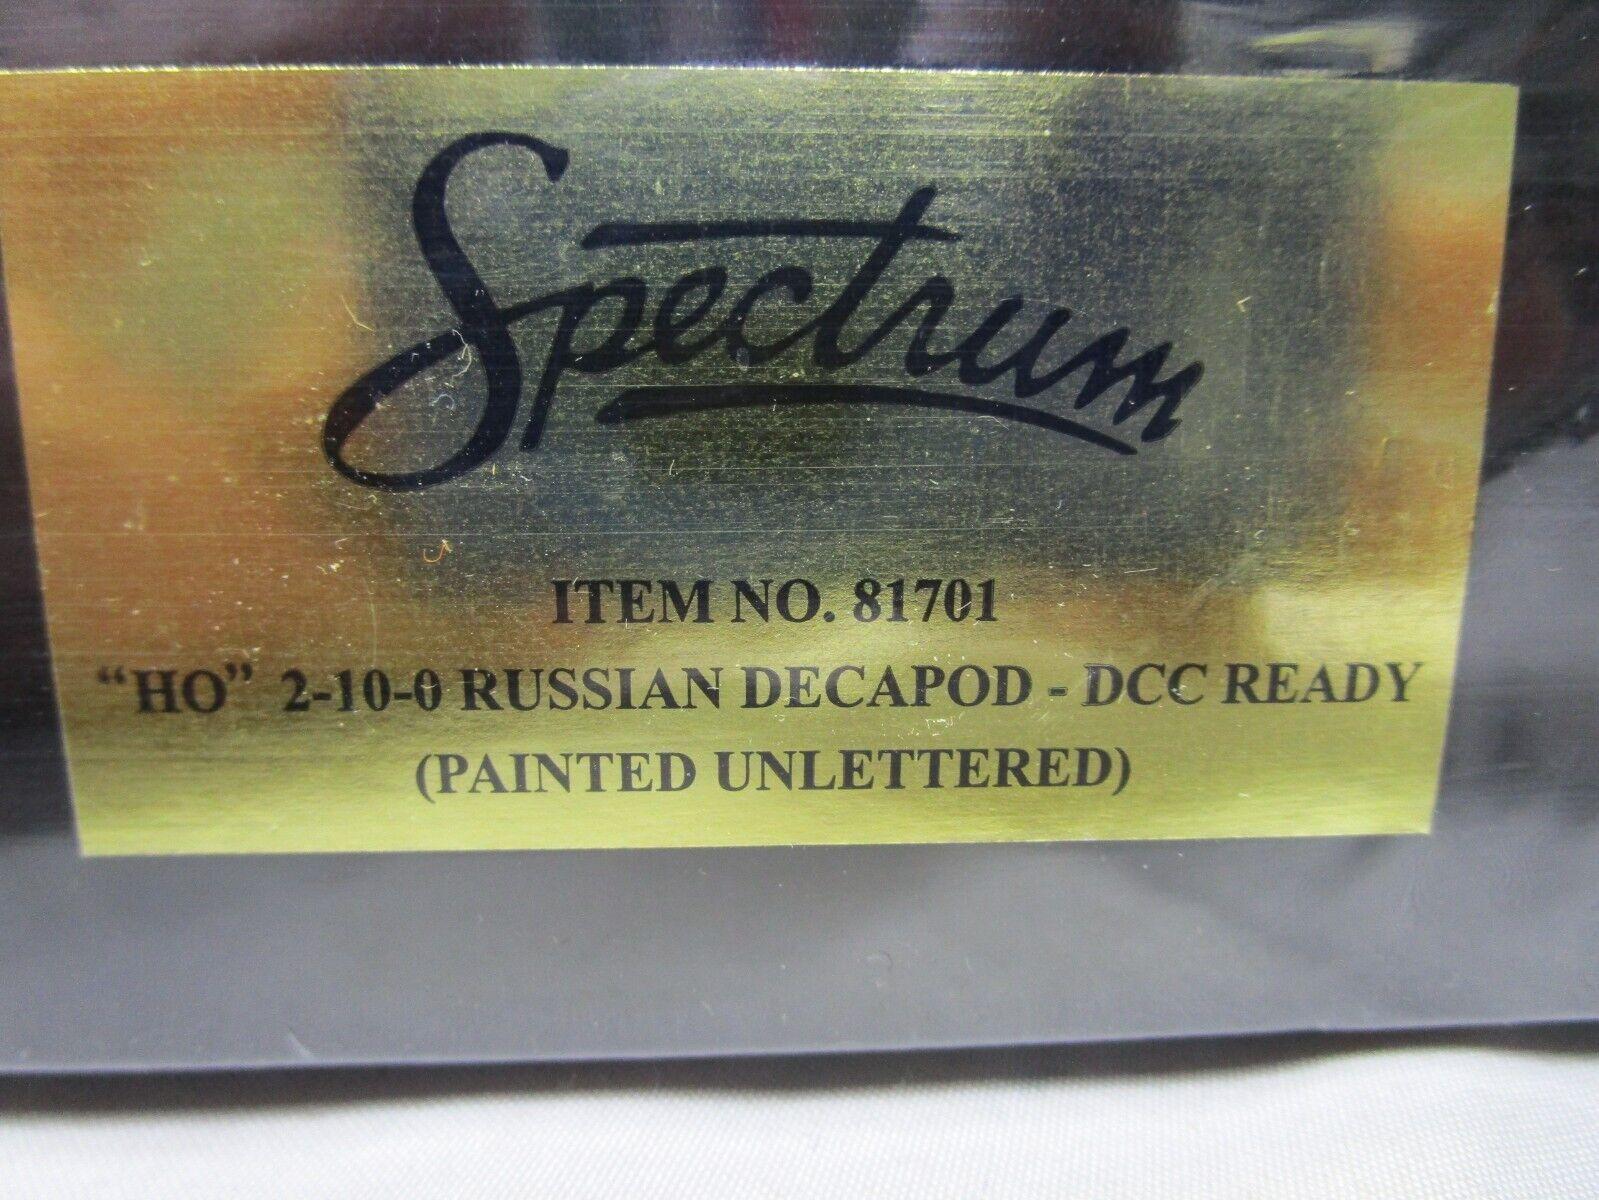 Spectrum
ITEM NO. 81701
“HO” 2-10-0 RUSSIAN DECAPOD - DCC READY
(PAINTED UNLETTERED)